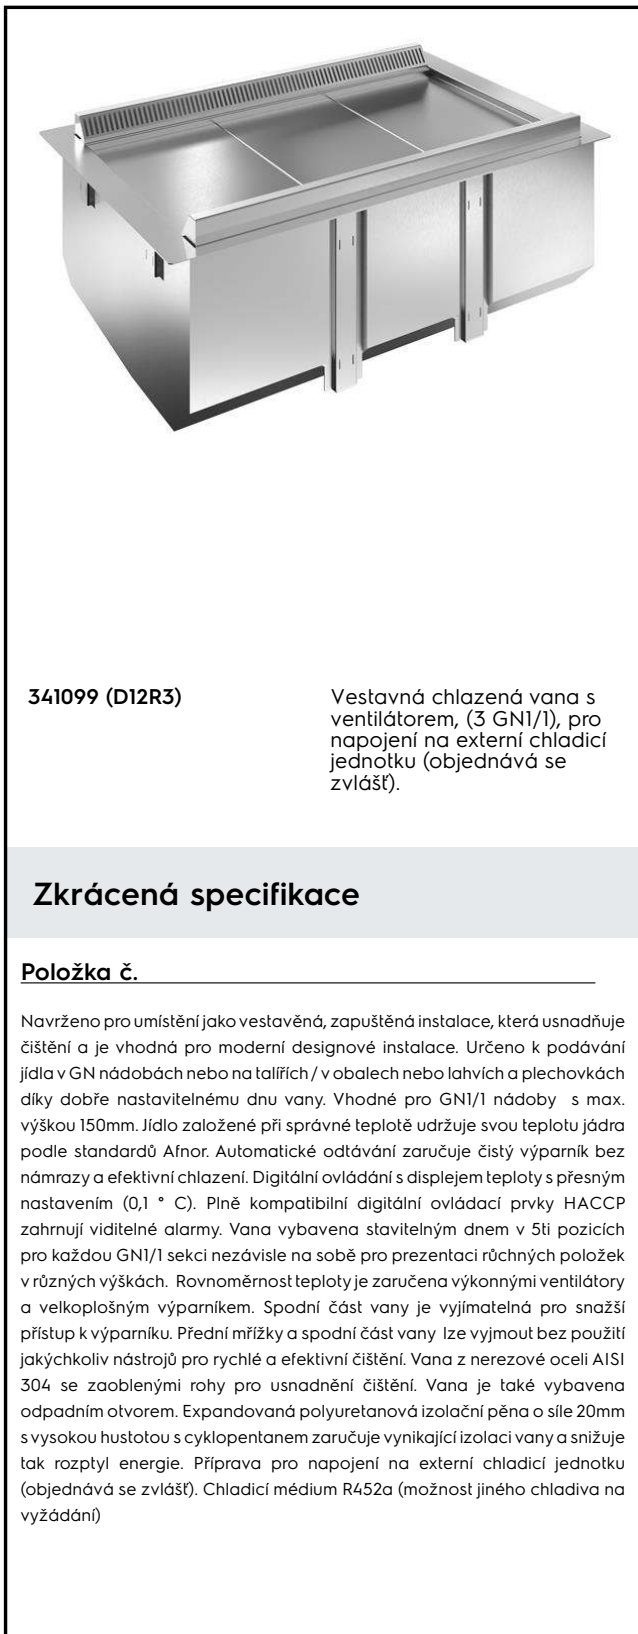 341099 (D12R3)
Vestavná chlazená vana s
ventilátorem, (3 GN1/1), pro
napojení na externí chladicí
jednotku (objednává se
zvlášť).
Zkrácená specifikace
Položka č.
Navrženo pro umístění jako vestavěná, zapuštěná instalace, která usnadňuje
čištění a je vhodná pro moderní designové instalace. Určeno k podávání
jídla v GN nádobách nebo na talířích / v obalech nebo lahvích a plechovkách
díky dobře nastavitelnému dnu vany. Vhodné pro GN1/1 nádoby s max.
výškou 150mm. Jídlo založené při správné teplotě udržuje svou teplotu jádra
podle standardů Afnor. Automatické odtávání zaručuje čistý výparník bez
námrazy a efektivní chlazení. Digitální ovládání s displejem teploty s přesným
nastavením (0,1 ° C). Plně kompatibilní digitální ovládací prvky HACCP
zahrnují viditelné alarmy. Vana vybavena stavitelným dnem v 5ti pozicích
pro každou GN1/1 sekci nezávisle na sobě pro prezentaci růchných položek
v různých výškách. Rovnoměrnost teploty je zaručena výkonnými ventilátory
a velkoplošným výparníkem. Spodní část vany je vyjímatelná pro snažší
přístup k výparníku. Přední mřížky a spodní část vany lze vyjmout bez použití
jakýchkoliv nástrojů pro rychlé a efektivní čištění. Vana z nerezové oceli AISI
304 se zaoblenými rohy pro usnadnění čištění. Vana je také vybavena
odpadním otvorem. Expandovaná polyuretanová izolační pěna o síle 20mm
s vysokou hustotou s cyklopentanem zaručuje vynikající izolaci vany a snižuje
tak rozptyl energie. Příprava pro napojení na externí chladicí jednotku
(objednává se zvlášť). Chladicí médium R452a (možnost jiného chladiva na
vyžádání)